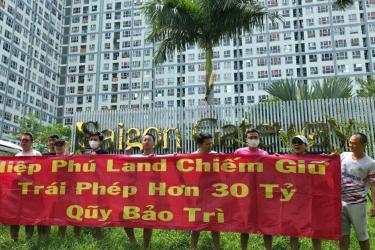 Saigon Gateway
iệp Phú Land Chiếm Giữ
Trái Phép Hơn 30 Tỷ
Qũy Bảo Trì